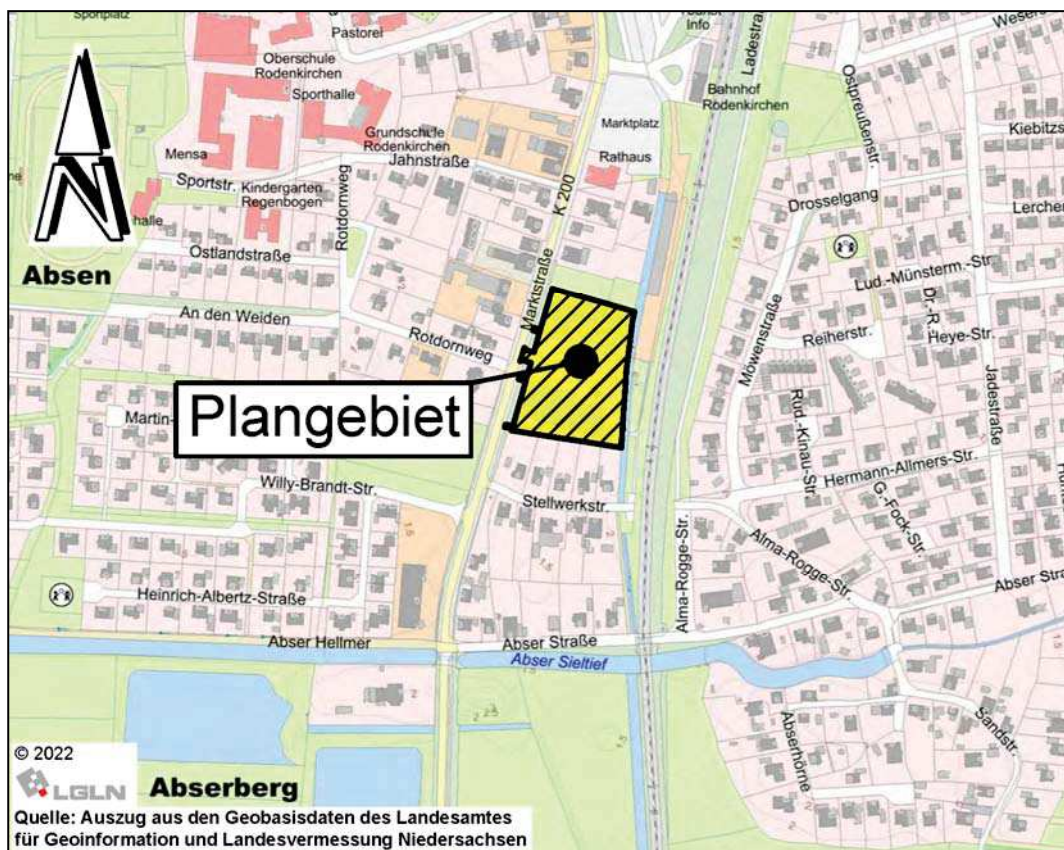 Sportplatz
Pastorei
Oberschule
Rodenkirchen
Sporthalle
Info
Ladestraße
Weserst
Bahnhof
Rodenkirchen
Ostpreußenstr.
Kiebitzs
Marktplatz
Grundschule
Rodenkirchen
Mensa
Jahnstraße
Rathaus
Sportstr.
Kindergarten
Regenbogen
K 200
Drosselgang
Lerchen
N
halle
Rotdornweg
Ostlandstraße
Absen
Lud.-Münsterm.-Str.
An den Weiden
Marktstraße
Möwenstraße
Dr.-R.-
Heye-Str.
Reiherstr.
Rotdornweg
Jadestraße
Plangebiet
Martin-
Rud.-Kinau-Str.
Hermann-Allmers-Str.
Willy-Brandt-Str.
Stellwerkstr.
G.-Fock-Str.
Alma-Rogge-Str.
Alma-Rogge-Str.
Abser Stra
Heinrich-Albertz-Straße
Abser Hellmer
Abser Straße
Abser Sieltief
Abserhörne
Sandstr.
© 2022
LGLN
Abserberg
Quelle: Auszug aus den Geobasisdaten des Landesamtes
für Geoinformation und Landesvermessung Niedersachsen